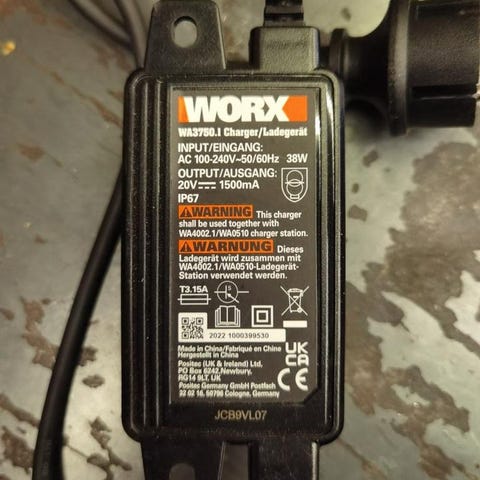 WORX
WA3750.1 Charger/Ladegerät
INPUT/EINGANG:
AC 100-240V~50/60Hz 38W
OUTPUT/AUSGANG:
20V 1500mA
IP67
WARNING This charger
shall be used together with
WA4002.1/WA0510 charger station.
WARNUNG Dieses
Ladegerät wird zusammen mit
WA4002.1/WA0510-Ladegerät-
Station verwendet werden.
T3.15A
2022 1000399530
Made in China/Fabriqué en Chine
Hergestellt in China
Positec (UK & Ireland) Ltd.
PO Box 6242,Newbury,
RG14 9LT, UK
Positec Germany GmbH Postfach
32 02 16, 50796 Cologne, Germany
UK
CA
CE
JCB9VL07